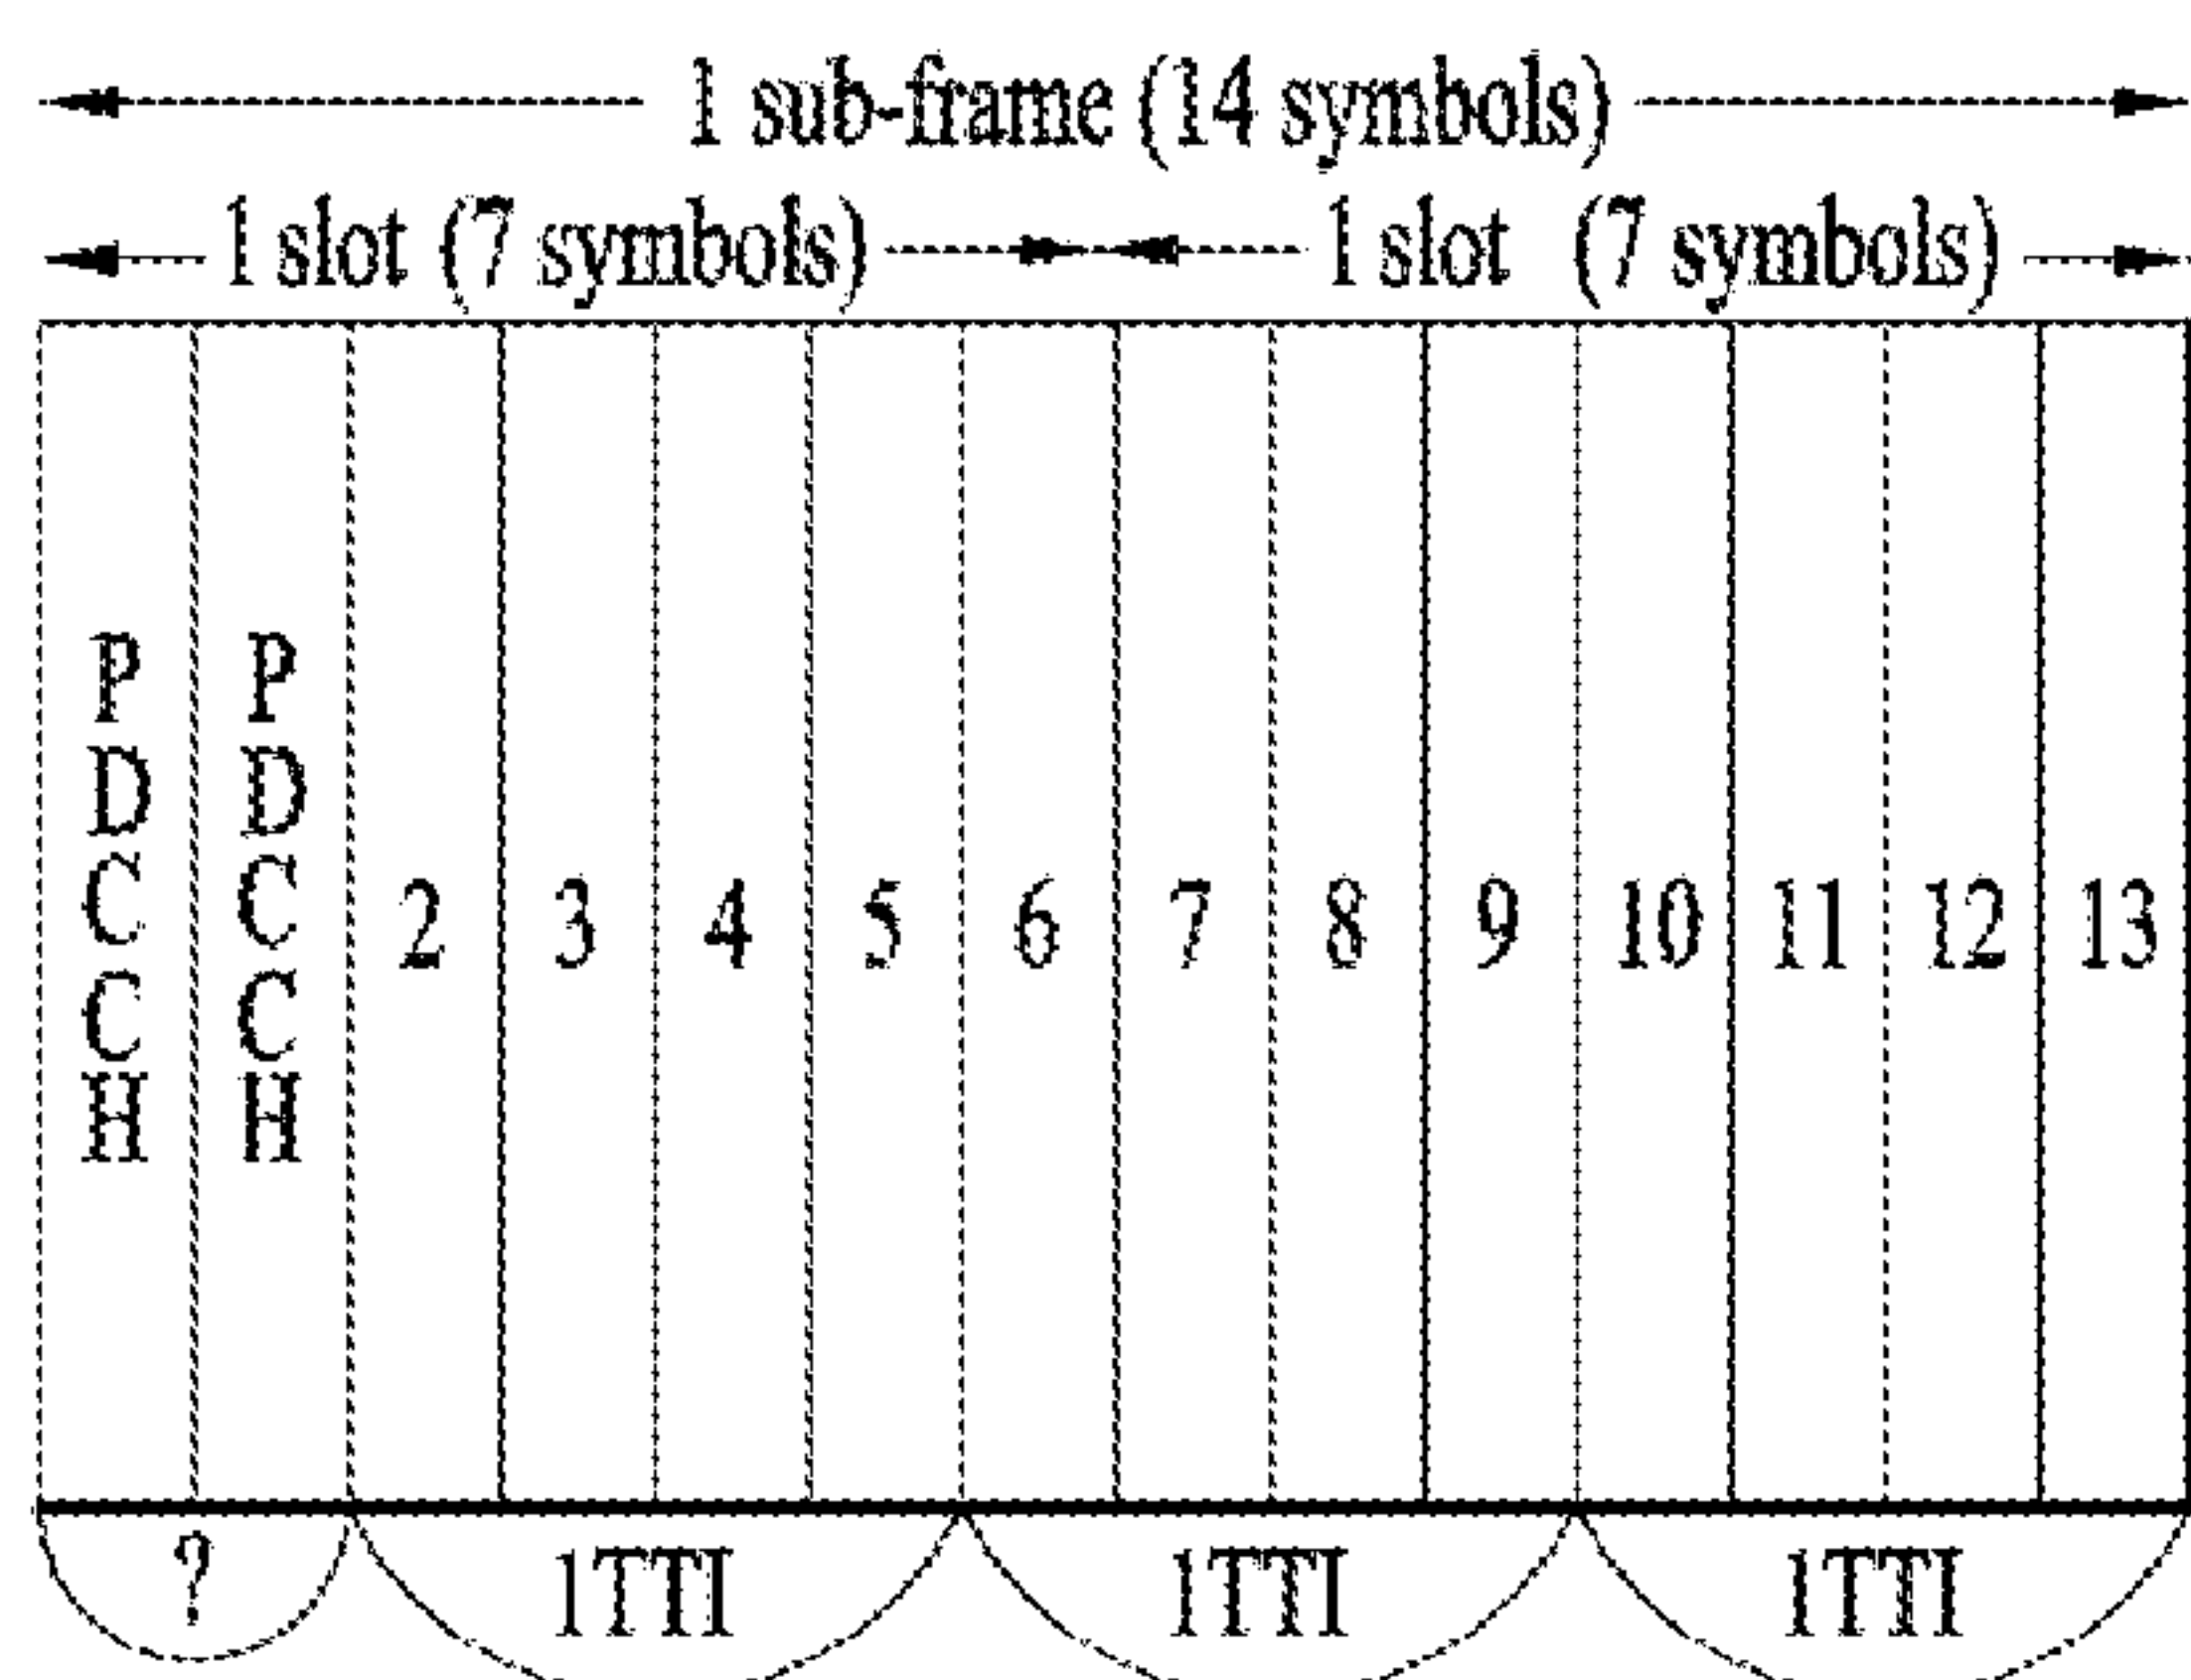 1 sub-frame (14 symbols)
1 slot (7 symbols) 1 slot (7 symbols)
PDCCH PDCCH 2 3 4 5 6 7 8 9 10 11 12 13
? 1TTI 1TTI 1TTI